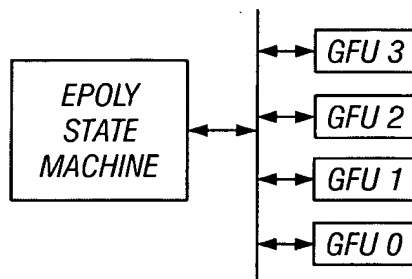 EPOLY
STATE
MACHINE
GFU 3
GFU 2
GFU 1
GFU 0